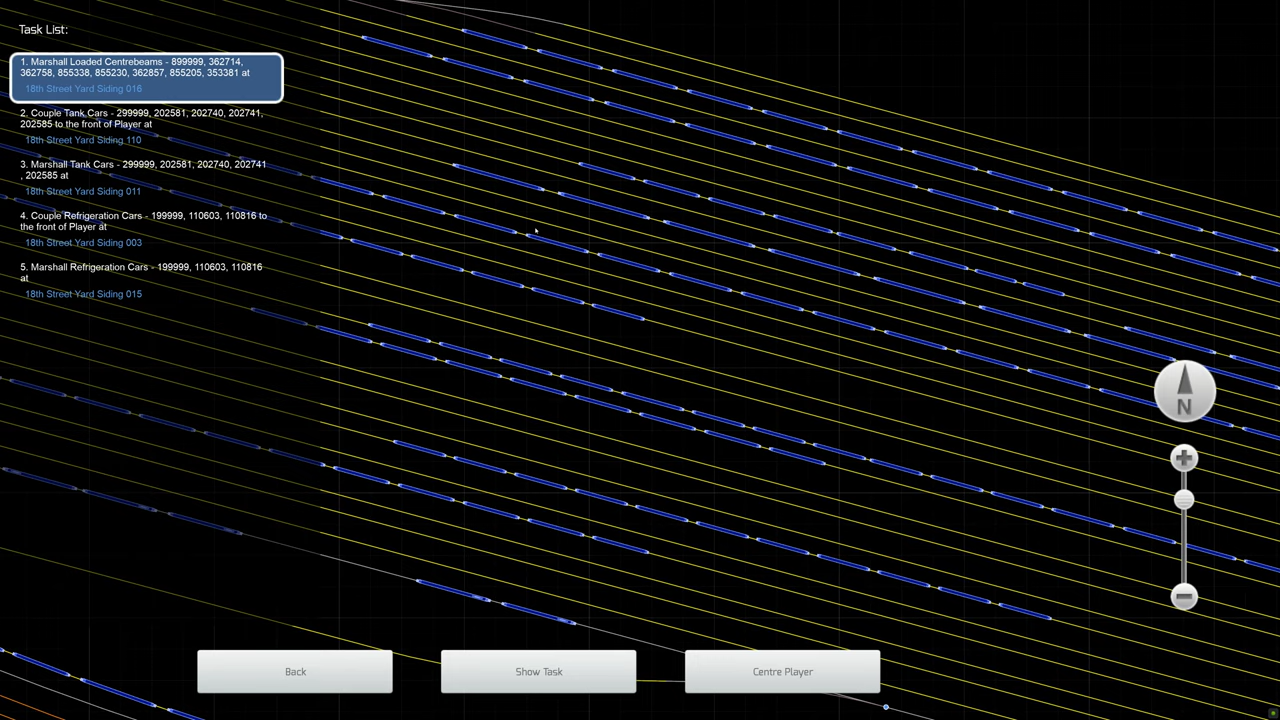 Task List:
1. Marshall Loaded Centrebeams - 899999, 362714,
362758, 855338, 855230, 362857, 855205, 353381 at
18th Street Yard Siding 016
2. Couple Tank Cars - 299999, 202581, 202740, 202741,
202585 to the front of Player at
18th Street Yard Siding 110
3. Marshall Tank Cars - 299999, 202581, 202740, 202741
, 202585 at
18th Street Yard Siding 011
4. Couple Refrigeration Cars - 199999, 110603, 110816 to
the front of Player at
18th Street Yard Siding 003
5. Marshall Refrigeration Cars - 199999, 110603, 110816
at
18th Street Yard Siding 015
N
Back
Show Task
Centre Player